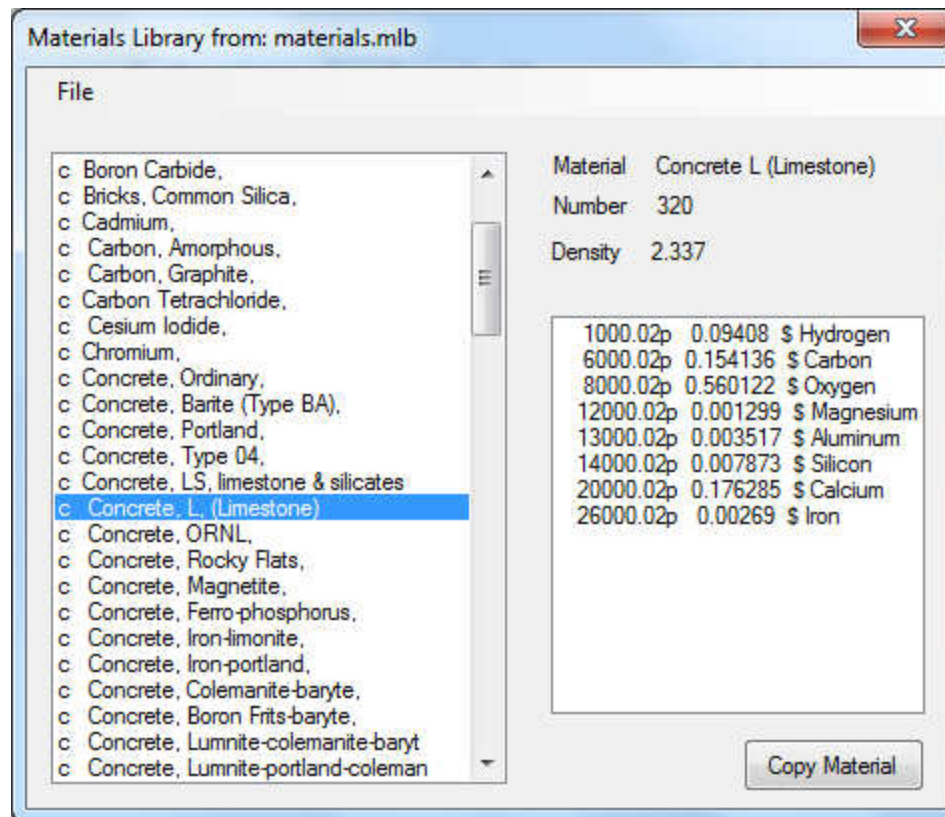 Materials Library from: materials.mlb
File
c Boron Carbide,
c Bricks, Common Silica,
c Cadmium,
c Carbon, Amorphous,
c Carbon, Graphite,
c Carbon Tetrachloride,
c Cesium Iodide,
c Chromium,
c Concrete, Ordinary,
c Concrete, Barite (Type BA),
c Concrete, Portland,
c Concrete, Type 04,
c Concrete, LS, limestone & silicates
c Concrete, L, (Limestone)
c Concrete, ORNL,
c Concrete, Rocky Flats,
c Concrete, Magnetite,
c Concrete, Ferro-phosphorus,
c Concrete, Iron-limonite,
c Concrete, Iron-portland,
c Concrete, Colemanite-baryte,
c Concrete, Boron Frits-baryte,
c Concrete, Lumnite-colemanite-baryt
c Concrete, Lumnite-portland-coleman
Material Concrete L (Limestone)
Number 320
Density 2.337
1000.02p 0.09408 $ Hydrogen
6000.02p 0.154136 $ Carbon
8000.02p 0.560122 $ Oxygen
12000.02p 0.001299 $ Magnesium
13000.02p 0.003517 $ Aluminum
14000.02p 0.007873 $ Silicon
20000.02p 0.176285 $ Calcium
26000.02p 0.00269 $ Iron
Copy Material